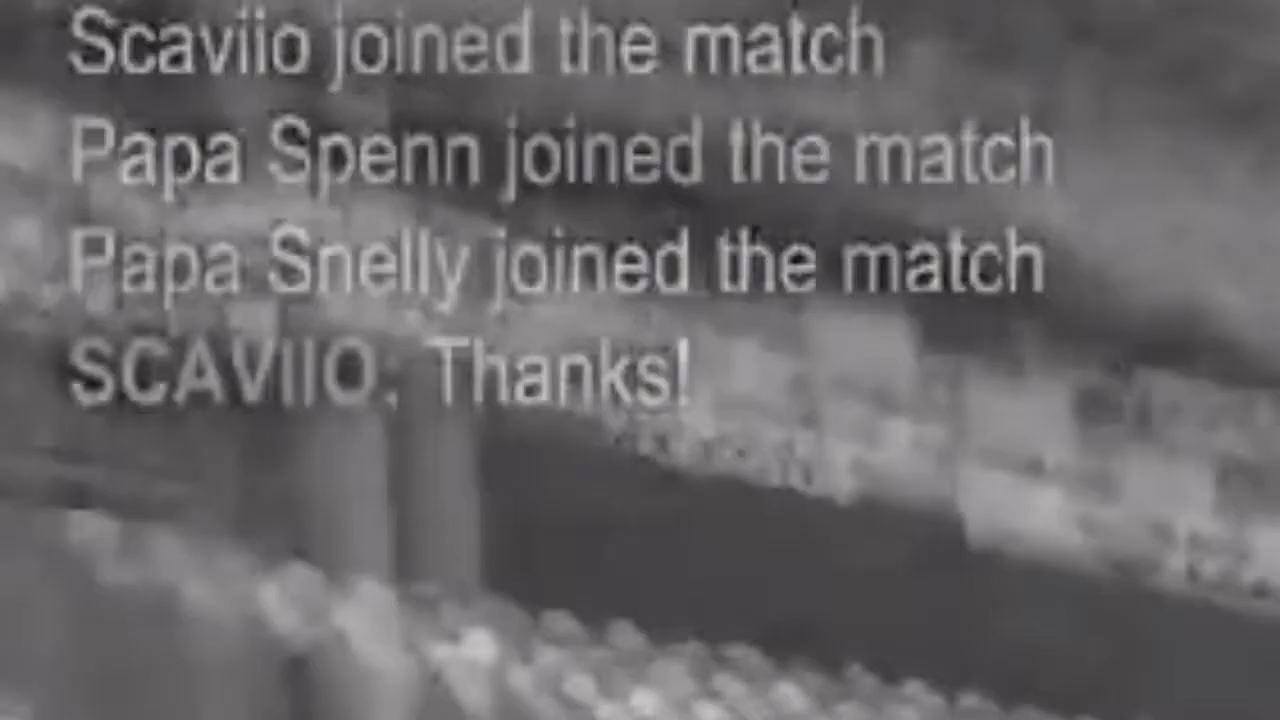 Scaviio joined the match
Papa Spenn joined the match
Papa Snelly joined the match
SCAVIIO: Thanks!